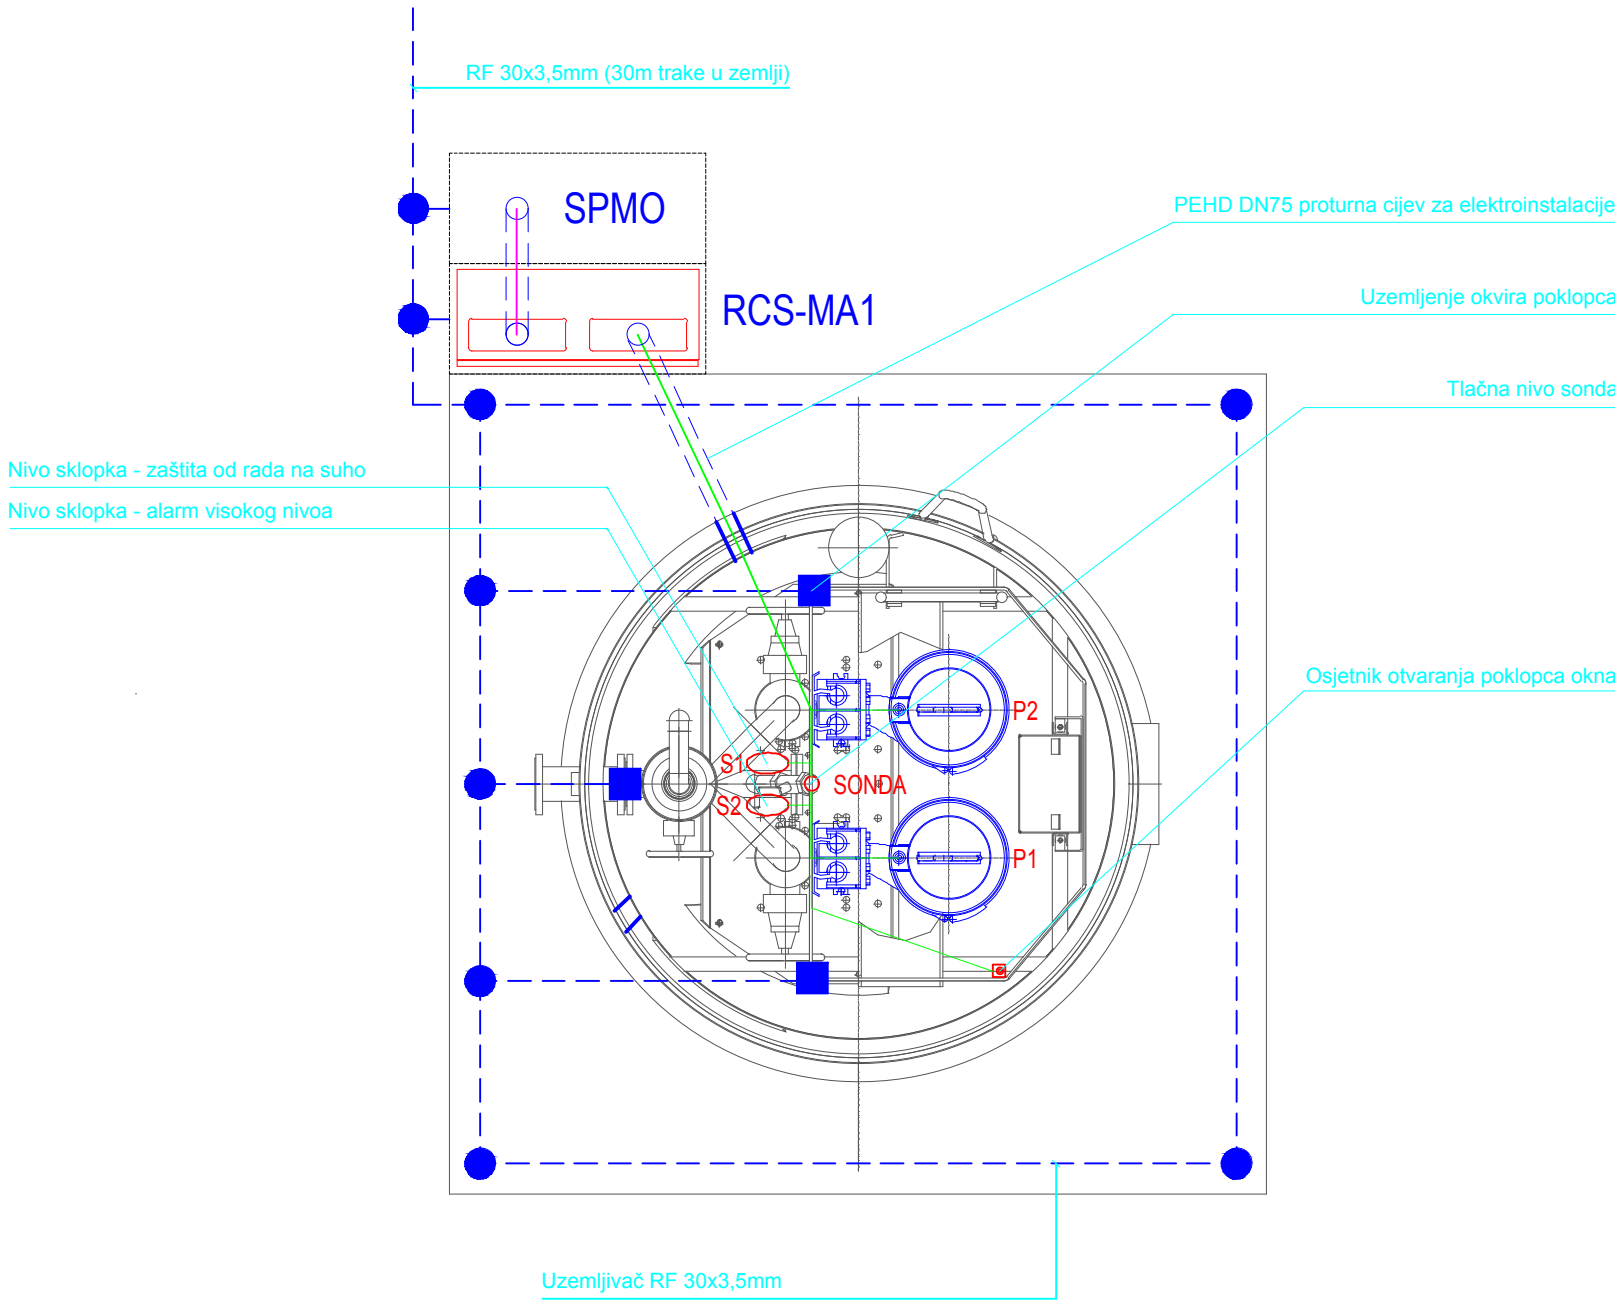 RF 30x3,5mm (30m trake u zemlji)
SPMO
PEHD DN75 proturna cijev za elektroinstalacije
RCS-MA1
Uzemljenje okvira poklopca
Tlačna nivo sonda
Nivo sklopka - zaštita od rada na suho
Nivo sklopka - alarm visokog nivoa
Osjetnik otvaranja poklopca okna
P2
S1
SONDA
S2
P1
Uzemljivač RF 30x3,5mm